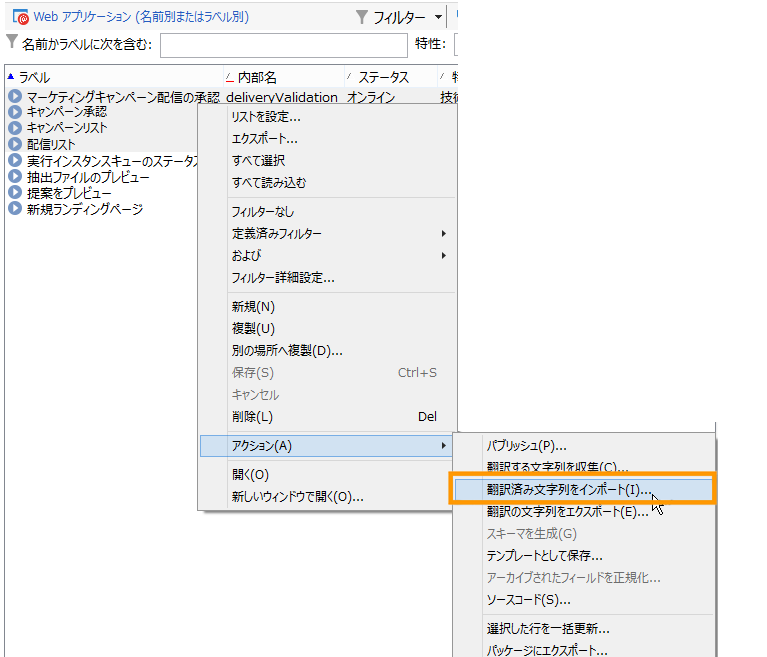 Web アプリケーション (名前別またはラベル別)
フィルター
名前かラベルに次を含む:
特性:
ラベル
内部名
ステータス
マーケティングキャンペーン配信の承認 deliveryValidation オンライン 技術
キャンペーン承認
キャンペーンリスト
配信リスト
実行インスタンスキューのステータス
抽出ファイルのプレビュー
提案をプレビュー
新規ランディングページ
リストを設定...
エクスポート...
すべて選択
すべて読み込む
フィルターなし
定義済みフィルター
および
フィルター詳細設定...
新規(N)
複製(U)
別の場所へ複製(D)...
保存(S) Ctrl+S
キャンセル
削除(L) Del
アクション(A)
開く(O)
新しいウィンドウで開く(O)...
パブリッシュ(P)...
翻訳する文字列を収集(C)...
翻訳済み文字列をインポート(I)...
翻訳の文字列をエクスポート(E)...
スキーマを生成(G)
テンプレートとして保存...
アーカイブされたフィールドを正規化...
ソースコード(S)...
選択した行を一括更新...
パッケージにエクスポート...